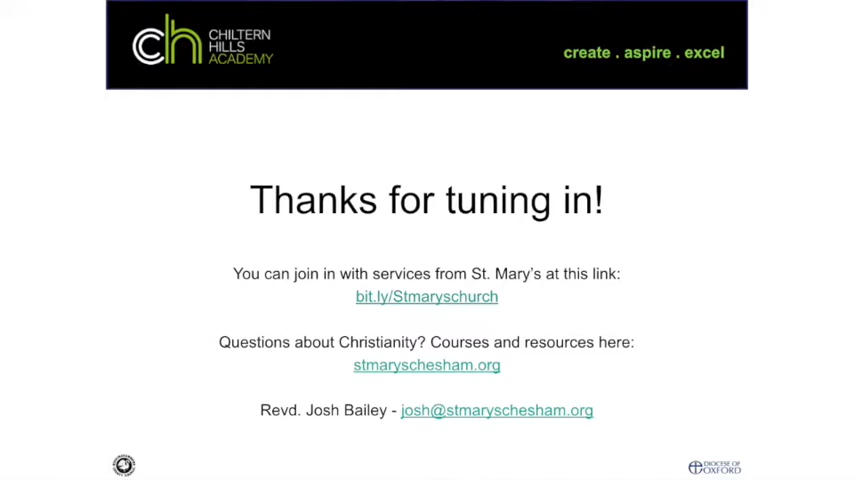 ch CHILTERN
HILLS
ACADEMY
create . aspire . excel
Thanks for tuning in!
You can join in with services from St. Mary's at this link:
bit.ly/Stmaryschurch
Questions about Christianity? Courses and resources here:
stmaryschesham.org
Revd. Josh Bailey - josh@stmaryschesham.org
DIOCESE OF
OXFORD